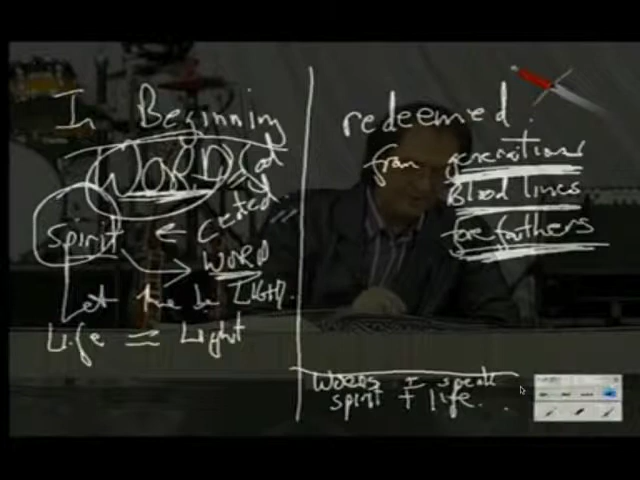 In Beginning
WORD God
created
spirit
WORD
Let the be LIGHT
Life = Light
redeemed.
from generations
Blood lines
forefathers
Words I speak
spirit + life.